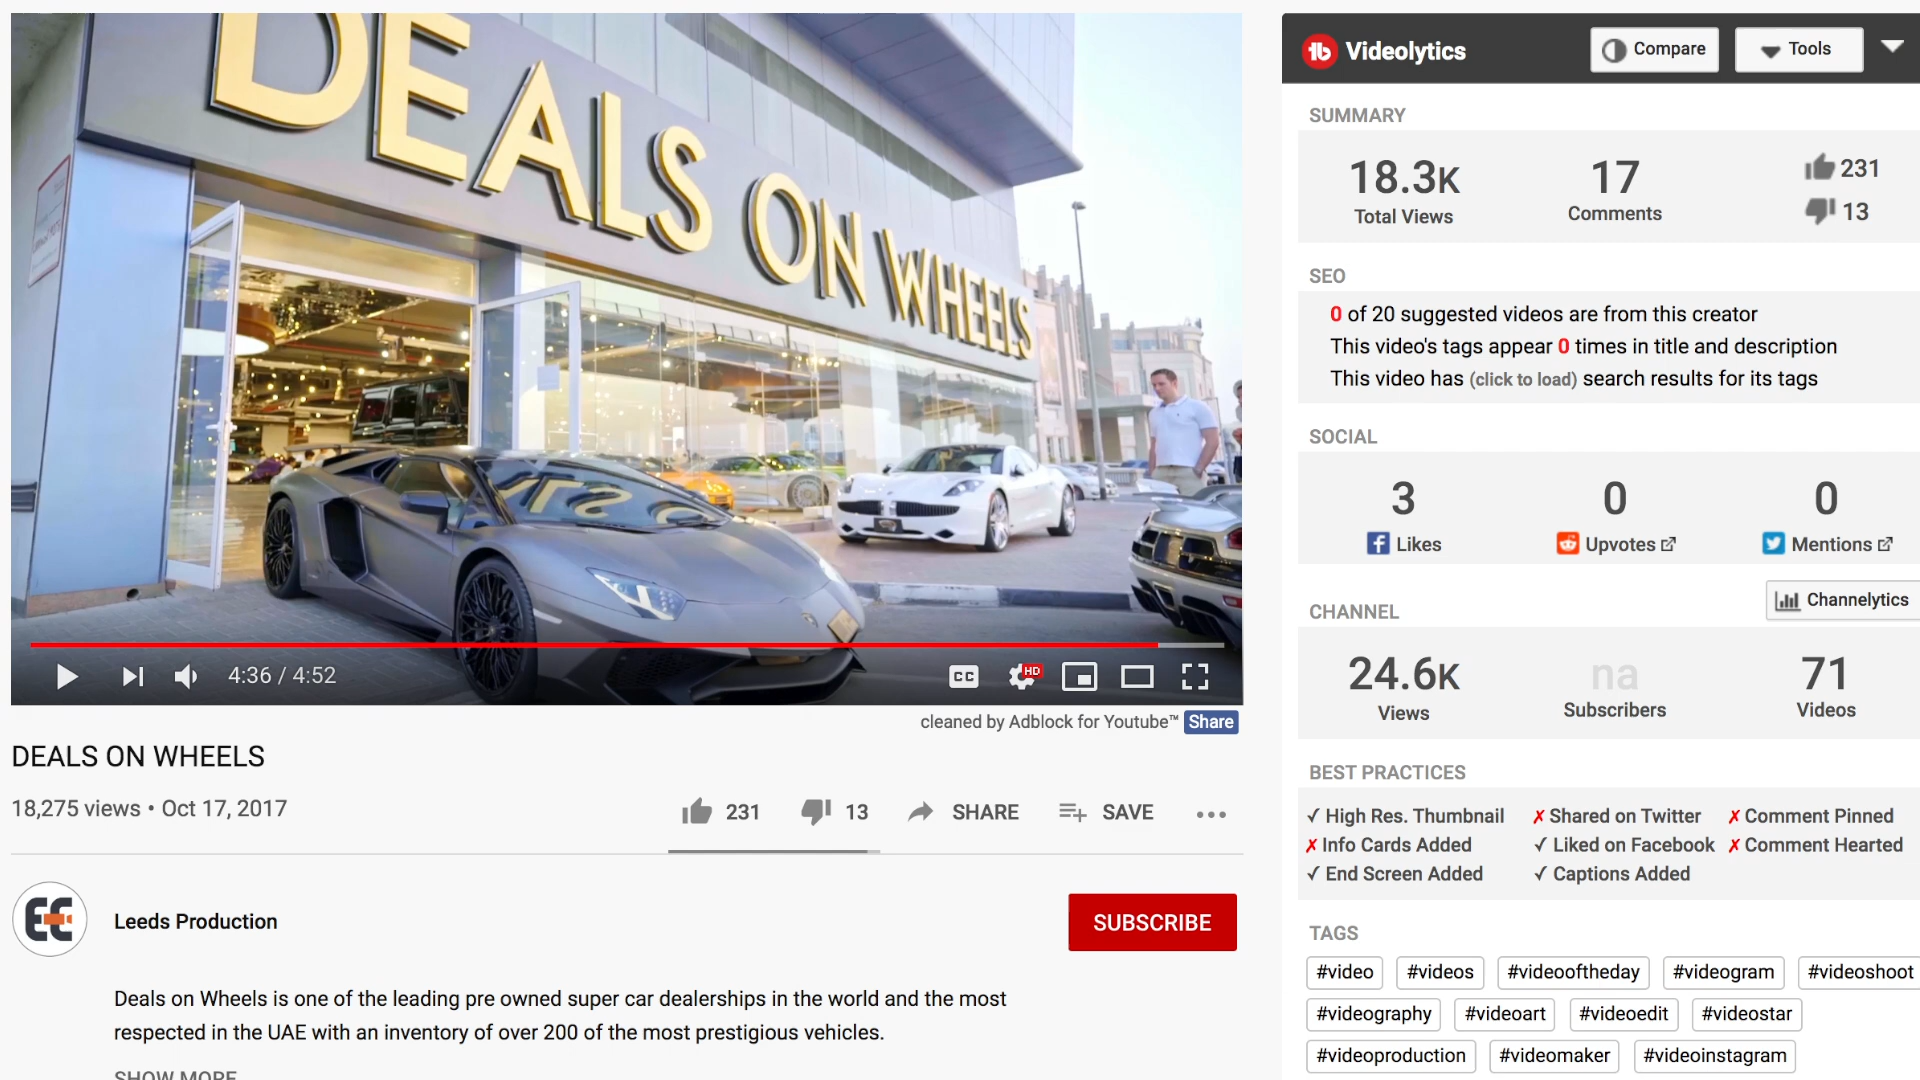 DEALS ON WHEELS
4:36 / 4:52
CC
HD
cleaned by Adblock for Youtube™ Share
DEALS ON WHEELS
18,275 views • Oct 17, 2017
231
13
SHARE
SAVE
Leeds Production
SUBSCRIBE
Deals on Wheels is one of the leading pre owned super car dealerships in the world and the most
respected in the UAE with an inventory of over 200 of the most prestigious vehicles.
SHOW MORE
Videolytics
Compare
Tools
SUMMARY
18.3K
Total Views
17
Comments
231
13
SEO
0 of 20 suggested videos are from this creator
This video's tags appear 0 times in title and description
This video has (click to load) search results for its tags
SOCIAL
3
Likes
0
Upvotes
0
Mentions
CHANNEL
Channelytics
24.6K
Views
na
Subscribers
71
Videos
BEST PRACTICES
✓ High Res. Thumbnail ✗ Shared on Twitter ✗ Comment Pinned
✗ Info Cards Added ✓ Liked on Facebook ✗ Comment Hearted
✓ End Screen Added ✓ Captions Added
TAGS
#video #videos #videooftheday #videogram #videoshoot
#videography #videoart #videoedit #videostar
#videoproduction #videomaker #videoinstagram